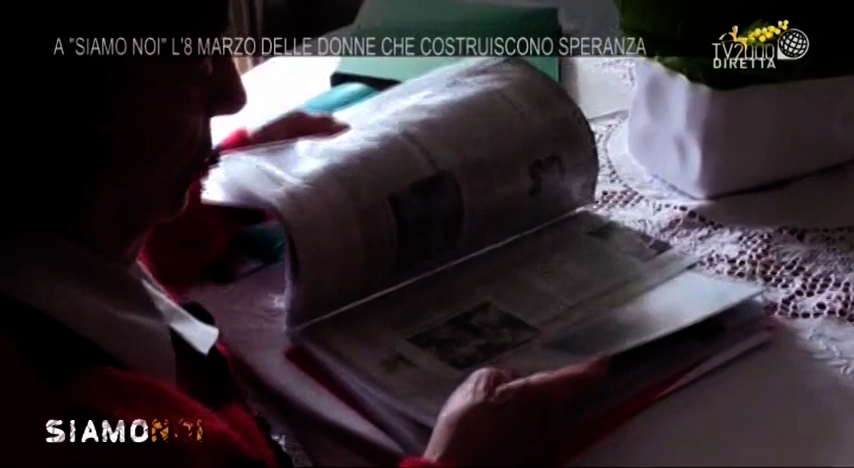 A "SIAMO NOI" L'8 MARZO DELLE DONNE CHE COSTRUISCONO SPERANZA
TV2000
DIRETTA
SIAMONOI